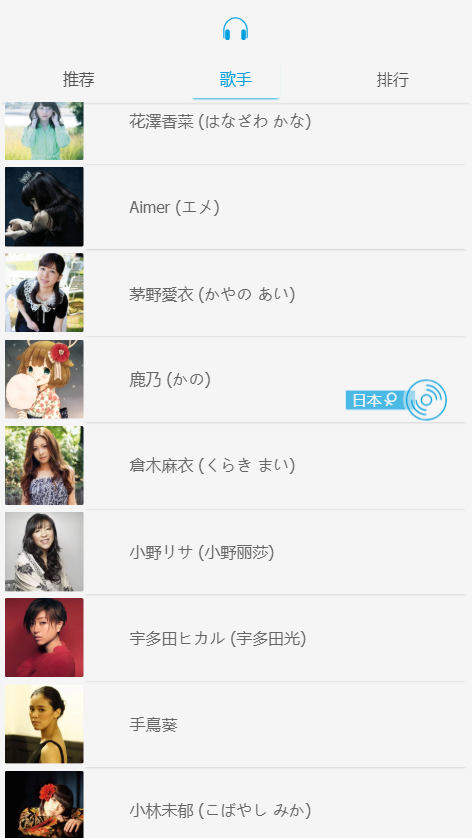 推荐
歌手
排行
花澤香菜 (はなざわ かな)
Aimer (エメ)
茅野愛衣 (かやの あい)
鹿乃 (かの)
日本♀
倉木麻衣 (くらき まい)
小野リサ (小野丽莎)
宇多田ヒカル (宇多田光)
手嶌葵
小林未郁 (こばやし みか)